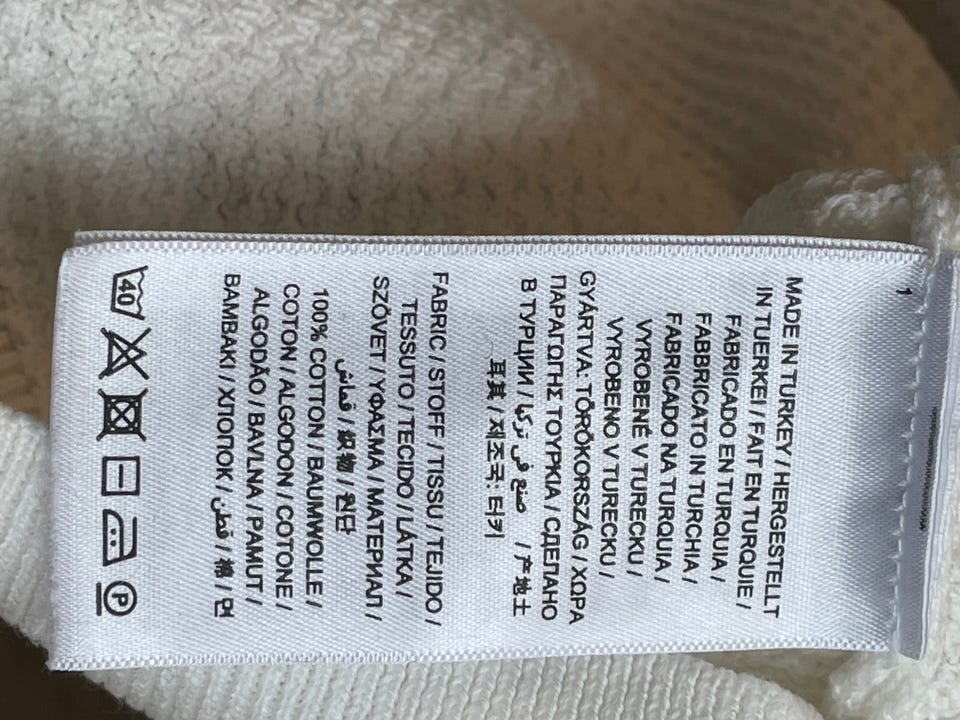 1
MADE IN TURKEY / HERGESTELLT
IN TUERKEI / FAIT EN TURQUIE /
FABRICADO EN TURQUIA /
FABBRICATO IN TURCHIA /
FABRICADO NA TURQUIA /
VYROBENÉ V TURECKU /
VYROBENO V TURECKU /
GYÁRTVA: TÖRÖKORSZÁG / ΧΩΡΑ
ΠΑΡΑΓΩΓΗΣ ΤΟΥΡΚΙΑ / СДЕЛАНО
В ТУРЦИИ / صنع في تركيا / 产地土
耳其 / 제조국: 터키
FABRIC / STOFF / TISSU / TEJIDO /
TESSUTO / TECIDO / LÁTKA /
SZÖVET / ΥΦΑΣΜΑ / МАТЕРИАЛ /
قماش / 织物 / 원단
100% COTTON / BAUMWOLLE /
COTON / ALGODON / COTONE /
ALGODÃO / BAVLNA / PAMUT /
BAMBAKI / ХЛОПОК / قطن / 棉 / 면
40 P